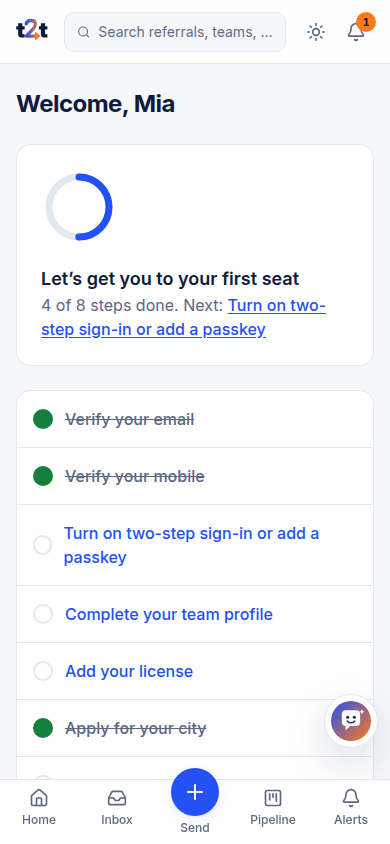 t2t
Search referrals, teams, ...
1
Welcome, Mia
Let’s get you to your first seat
4 of 8 steps done. Next: Turn on two-
step sign-in or add a passkey
Verify your email
Verify your mobile
Turn on two-step sign-in or add a
passkey
Complete your team profile
Add your license
Apply for your city
Home
Inbox
Send
Pipeline
Alerts